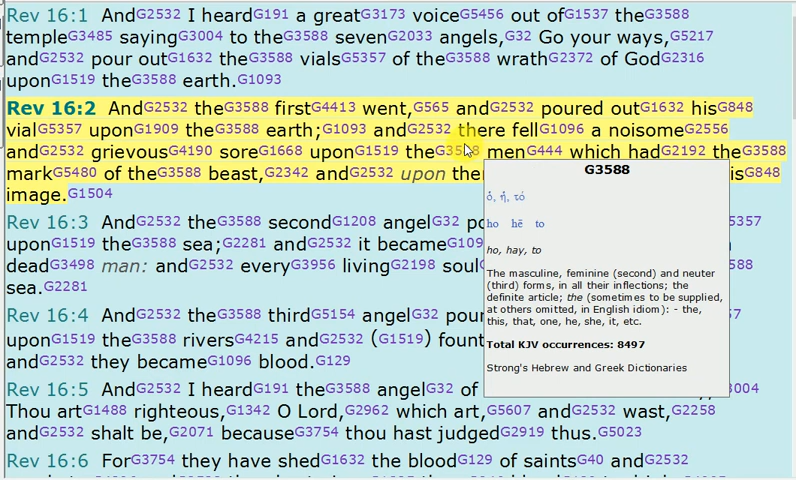 Rev 16:1 AndG2532 I heardG191 a greatG3173 voiceG5456 out ofG1537 theG3588
templeG3485 sayingG3004 to theG3588 sevenG2033 angels,G32 Go your ways,G5217
andG2532 pour outG1632 theG3588 vialsG5357 of theG3588 wrathG2372 of GodG2316
uponG1519 theG3588 earth.G1093
Rev 16:2 AndG2532 theG3588 firstG4413 went,G565 andG2532 poured outG1632 hisG848
vialG5357 uponG1909 theG3588 earth;G1093 andG2532 there fellG1096 a noisomeG2556
andG2532 grievousG4190 soreG1668 uponG1519 theG3588 menG444 which hadG2192 theG3588
markG5480 of theG3588 beast,G2342 andG2532 upon
isG848
image.G1504
Rev 16:3 AndG2532 theG3588 secondG1208 angelG32
5357
uponG1519 theG3588 sea;G2281 andG2532 it became
deadG3498 man: andG2532 everyG3956 livingG2198
588
sea.G2281
Rev 16:4 AndG2532 theG3588 thirdG5154 angelG32
57
uponG1519 theG3588 riversG4215 andG2532 (G1519)
andG2532 they becameG1096 blood.G129
Rev 16:5 AndG2532 I heardG191 theG3588 angelG32 of
3004
Thou artG1488 righteous,G1342 O Lord,G2962 which art,G5607 andG2532 wast,G2258
andG2532 shalt be,G2071 becauseG3754 thou hast judgedG2919 thus.G5023
Rev 16:6 ForG3754 they have shedG1632 the bloodG129 of saintsG40 andG2532
G3588
ὁ, ἡ, τό
ho hē to
ho, hay, to
The masculine, feminine (second) and neuter
(third) forms, in all their inflections; the
definite article; the (sometimes to be supplied,
at others omitted, in English idiom): - the,
this, that, one, he, she, it, etc.
Total KJV occurrences: 8497
Strong's Hebrew and Greek Dictionaries